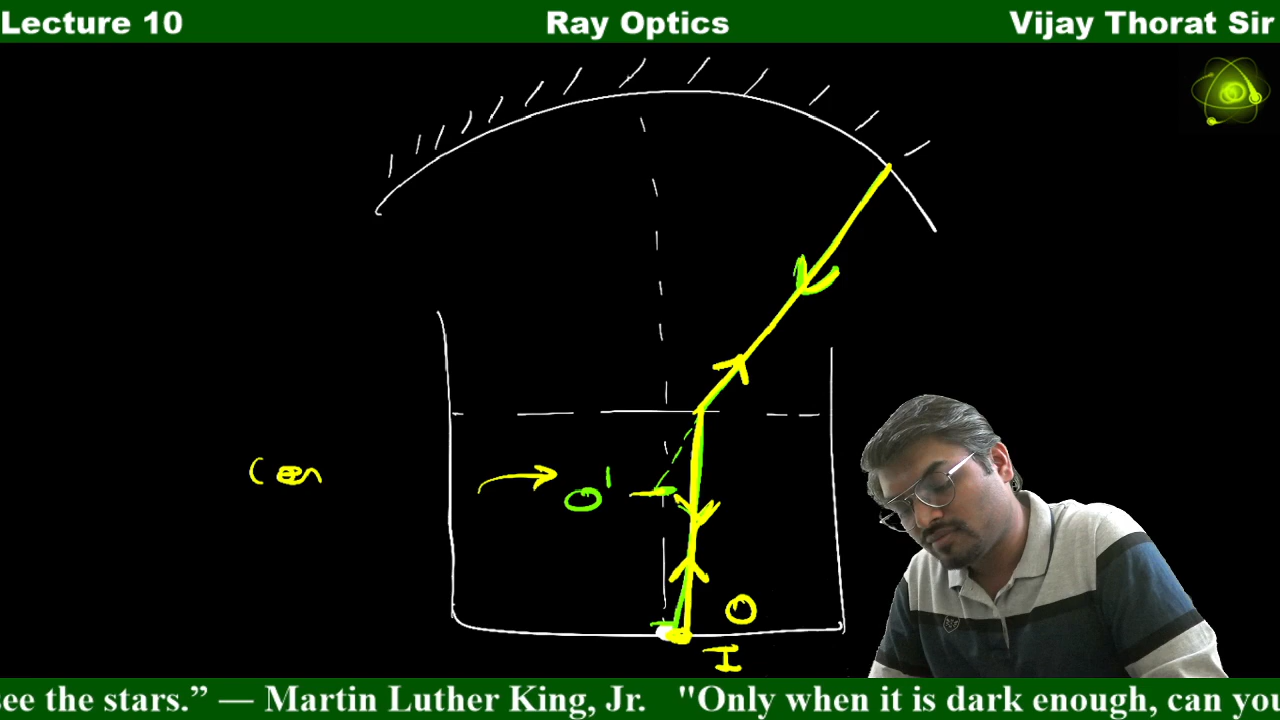 Lecture 10
Ray Optics
Vijay Thorat Sir
O'
O
I
see the stars.” — Martin Luther King, Jr. "Only when it is dark enough, can you